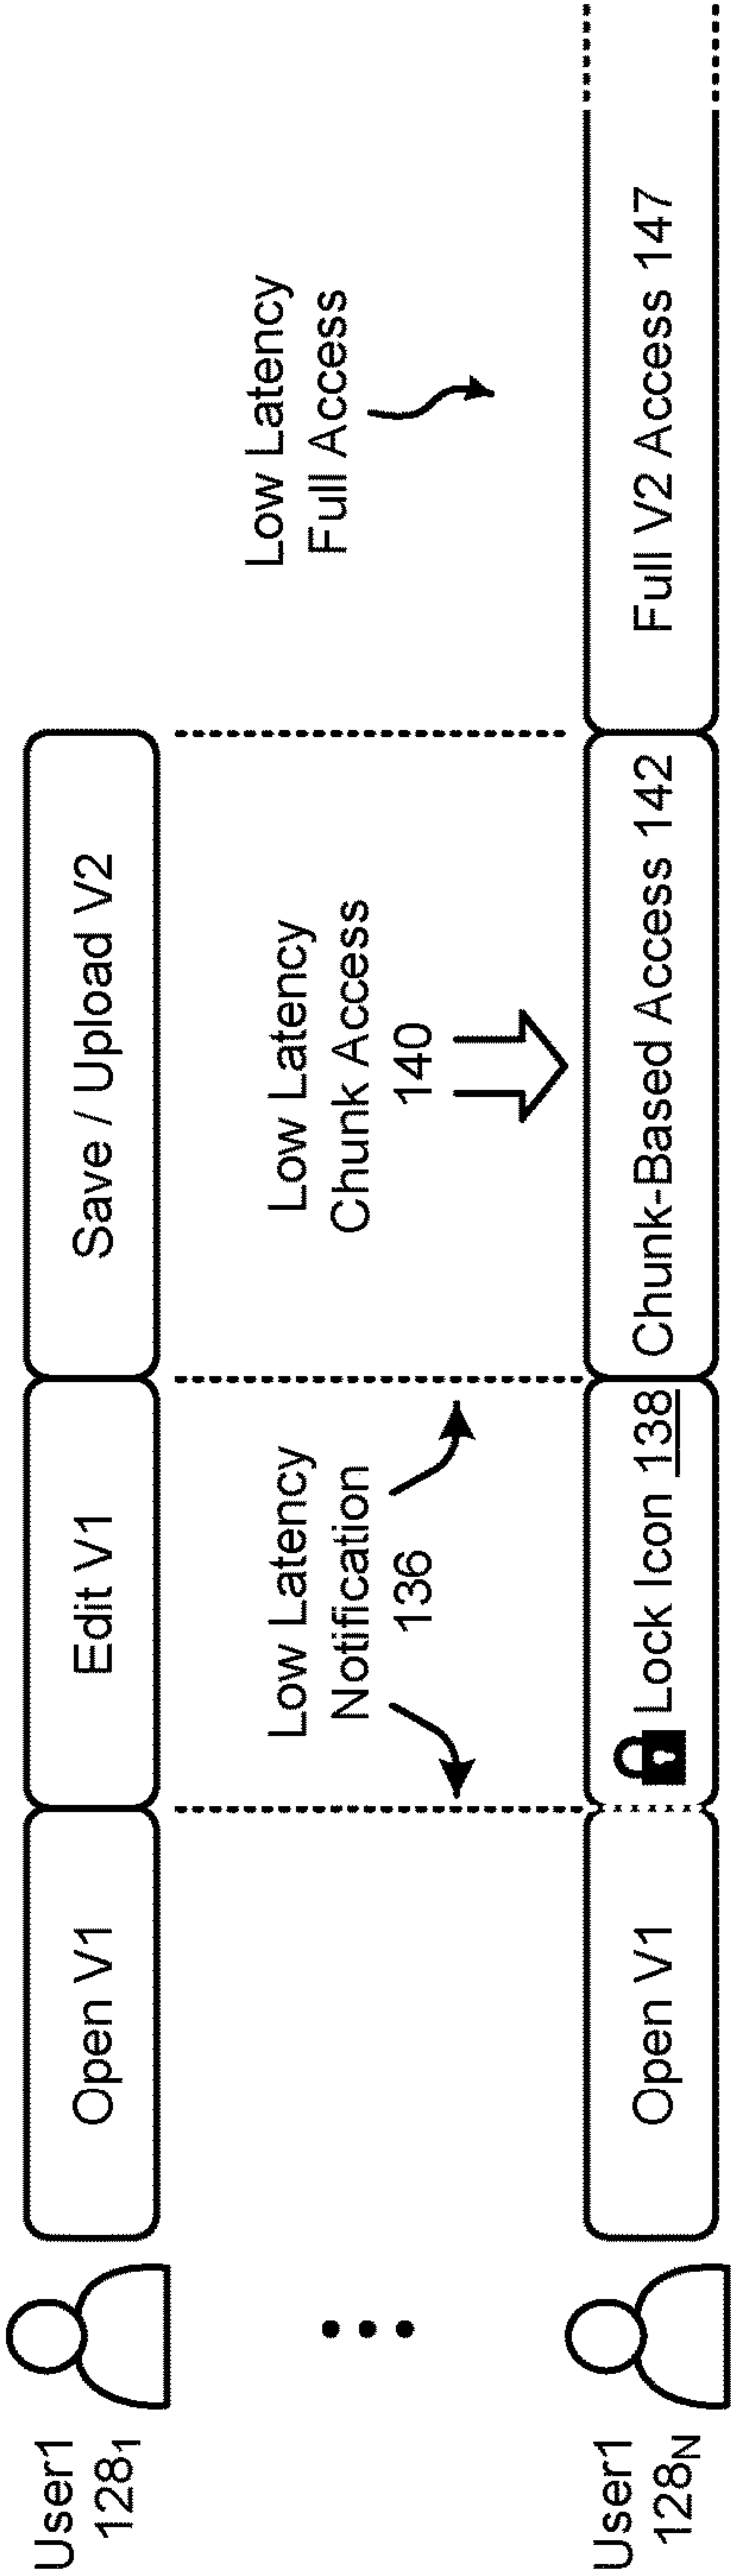 User1
128₁
Open V1
Edit V1
Save / Upload V2
Low Latency
Notification
136
Low Latency
Chunk Access
140
Low Latency
Full Access
User1
128N
Open V1
Lock Icon 138
Chunk-Based Access 142
Full V2 Access 147